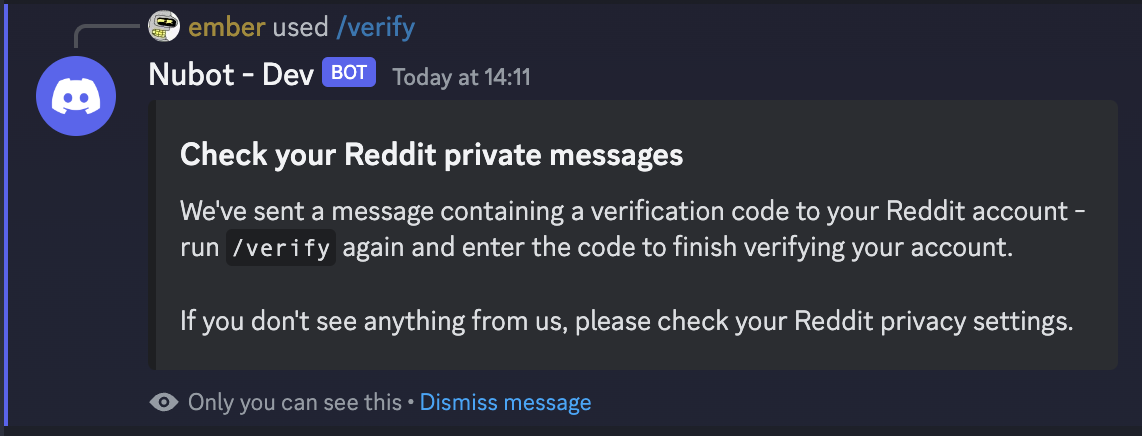 ember used /verify
Nubot - Dev BOT Today at 14:11
Check your Reddit private messages
We've sent a message containing a verification code to your Reddit account -
run /verify again and enter the code to finish verifying your account.
If you don't see anything from us, please check your Reddit privacy settings.
Only you can see this • Dismiss message